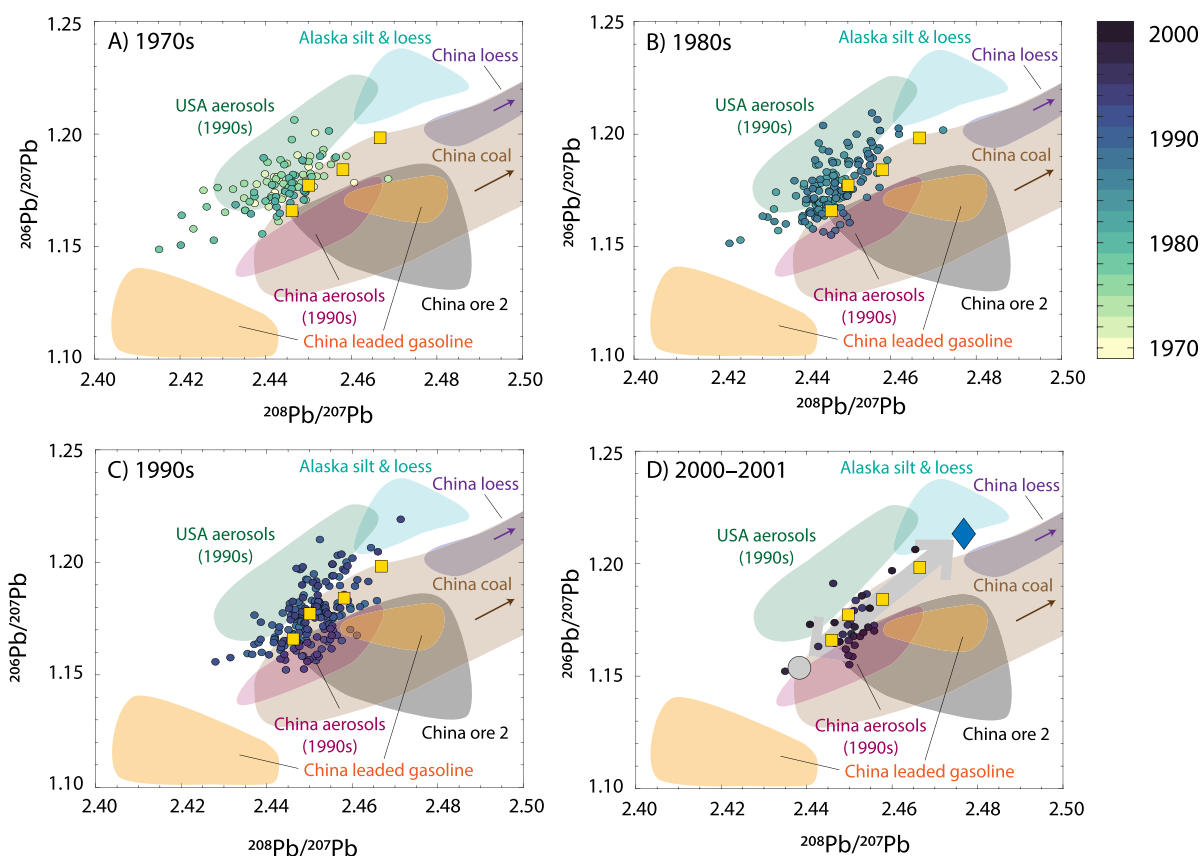 A) 1970s
1.25
1.20
1.15
1.10
²⁰⁶Pb/²⁰⁷Pb
Alaska silt & loess
China loess
USA aerosols
(1990s)
China coal
China aerosols
(1990s)
China ore 2
China leaded gasoline
2.40 2.42 2.44 2.46 2.48 2.50
²⁰⁸Pb/²⁰⁷Pb
B) 1980s
1.25
1.20
1.15
1.10
²⁰⁶Pb/²⁰⁷Pb
Alaska silt & loess
China loess
USA aerosols
(1990s)
China coal
China aerosols
(1990s)
China ore 2
China leaded gasoline
2.40 2.42 2.44 2.46 2.48 2.50
²⁰⁸Pb/²⁰⁷Pb
2000
1990
1980
1970
C) 1990s
1.25
1.20
1.15
1.10
²⁰⁶Pb/²⁰⁷Pb
Alaska silt & loess
China loess
USA aerosols
(1990s)
China coal
China aerosols
(1990s)
China ore 2
China leaded gasoline
2.40 2.42 2.44 2.46 2.48 2.50
²⁰⁸Pb/²⁰⁷Pb
D) 2000–2001
1.25
1.20
1.15
1.10
²⁰⁶Pb/²⁰⁷Pb
Alaska silt & loess
China loess
USA aerosols
(1990s)
China coal
China aerosols
(1990s)
China ore 2
China leaded gasoline
2.40 2.42 2.44 2.46 2.48 2.50
²⁰⁸Pb/²⁰⁷Pb